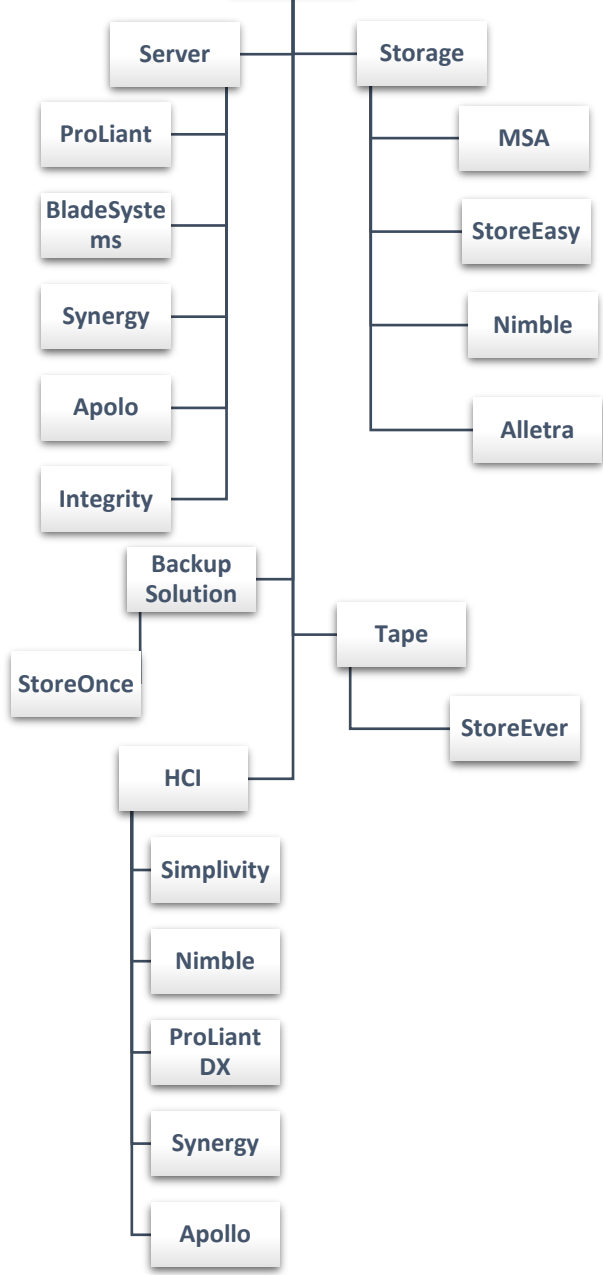 Server
Storage
ProLiant
MSA
BladeSyste
ms
StoreEasy
Synergy
Nimble
Apolo
Alletra
Integrity
Backup
Solution
Tape
StoreOnce
StoreEver
HCI
Simplivity
Nimble
ProLiant
DX
Synergy
Apollo